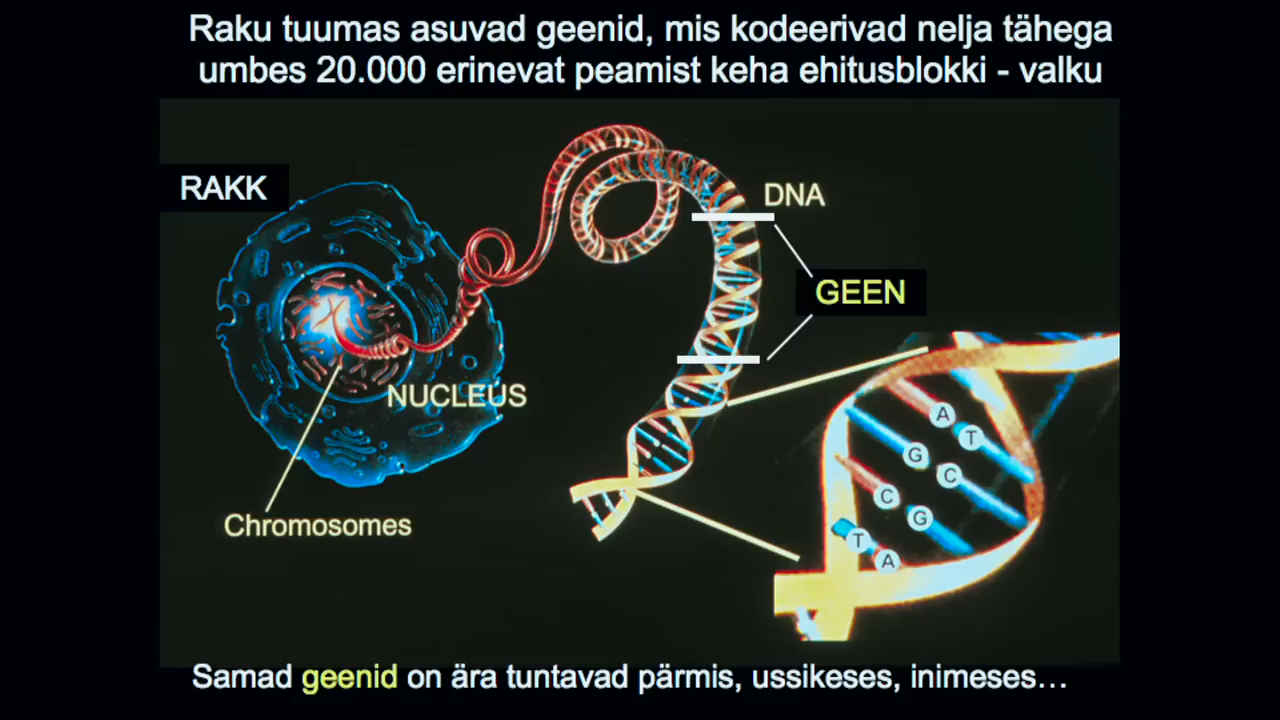 Raku tuumas asuvad geenid, mis kodeerivad nelja tähega
umbes 20.000 erinevat peamist keha ehitusblokki - valku
RAKK
DNA
GEEN
NUCLEUS
Chromosomes
A
T
G
C
C
G
T
A
Samad geenid on ära tuntavad pärmis, ussikeses, inimeses...